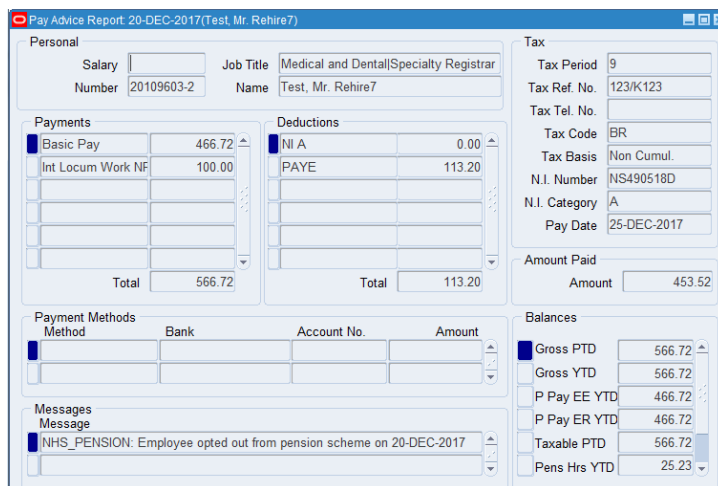 Pay Advice Report: 20-DEC-2017(Test, Mr. Rehire7)
Personal
Salary
Job Title Medical and Dental|Specialty Registrar
Number 20109603-2
Name Test, Mr. Rehire7
Payments
Basic Pay 466.72
Int Locum Work NF 100.00
Total 566.72
Deductions
NI A 0.00
PAYE 113.20
Total 113.20
Tax
Tax Period 9
Tax Ref. No. 123/K123
Tax Tel. No.
Tax Code BR
Tax Basis Non Cumul.
N.I. Number NS490518D
N.I. Category A
Pay Date 25-DEC-2017
Amount Paid
Amount 453.52
Payment Methods
Method Bank Account No. Amount
Messages
Message
NHS_PENSION: Employee opted out from pension scheme on 20-DEC-2017
Balances
Gross PTD 566.72
Gross YTD 566.72
P Pay EE YTD 466.72
P Pay ER YTD 466.72
Taxable PTD 566.72
Pens Hrs YTD 25.23